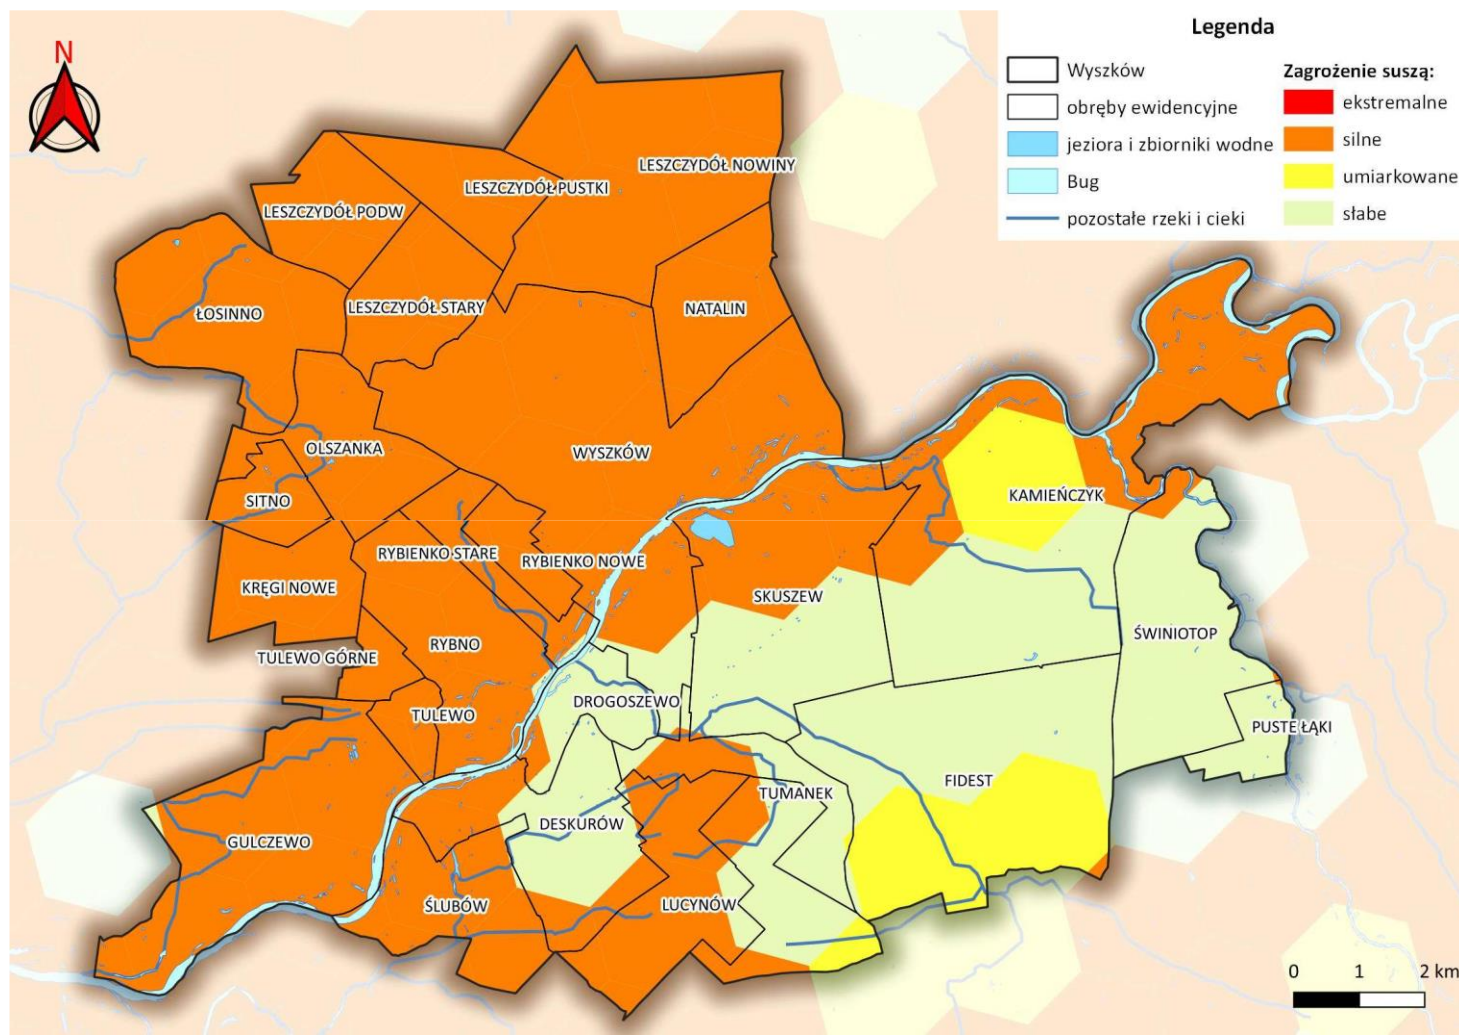 N
Legenda
Wyszków
obręby ewidencyjne
jeziora i zbiorniki wodne
Bug
pozostałe rzeki i cieki
Zagrożenie suszą:
ekstremalne
silne
umiarkowane
słabe
LESZCZYDÓŁ NOWINY
LESZCZYDÓŁ PUSTKI
LESZCZYDÓŁ PODW
ŁOSINNO
LESZCZYDÓŁ STARY
NATALIN
OLSZANKA
WYSZKÓW
SITNO
KAMIEŃCZYK
RYBIENKO STARE
RYBIENKO NOWE
KRĘGI NOWE
SKUSZEW
ŚWINIOTOP
RYBNO
TULEWO GÓRNE
DROGOSZEWO
TULEWO
PUSTE ŁĄKI
FIDEST
TUMANEK
DESKURÓW
GULCZEWO
ŚLUBÓW
LUCYNÓW
0 1 2 km